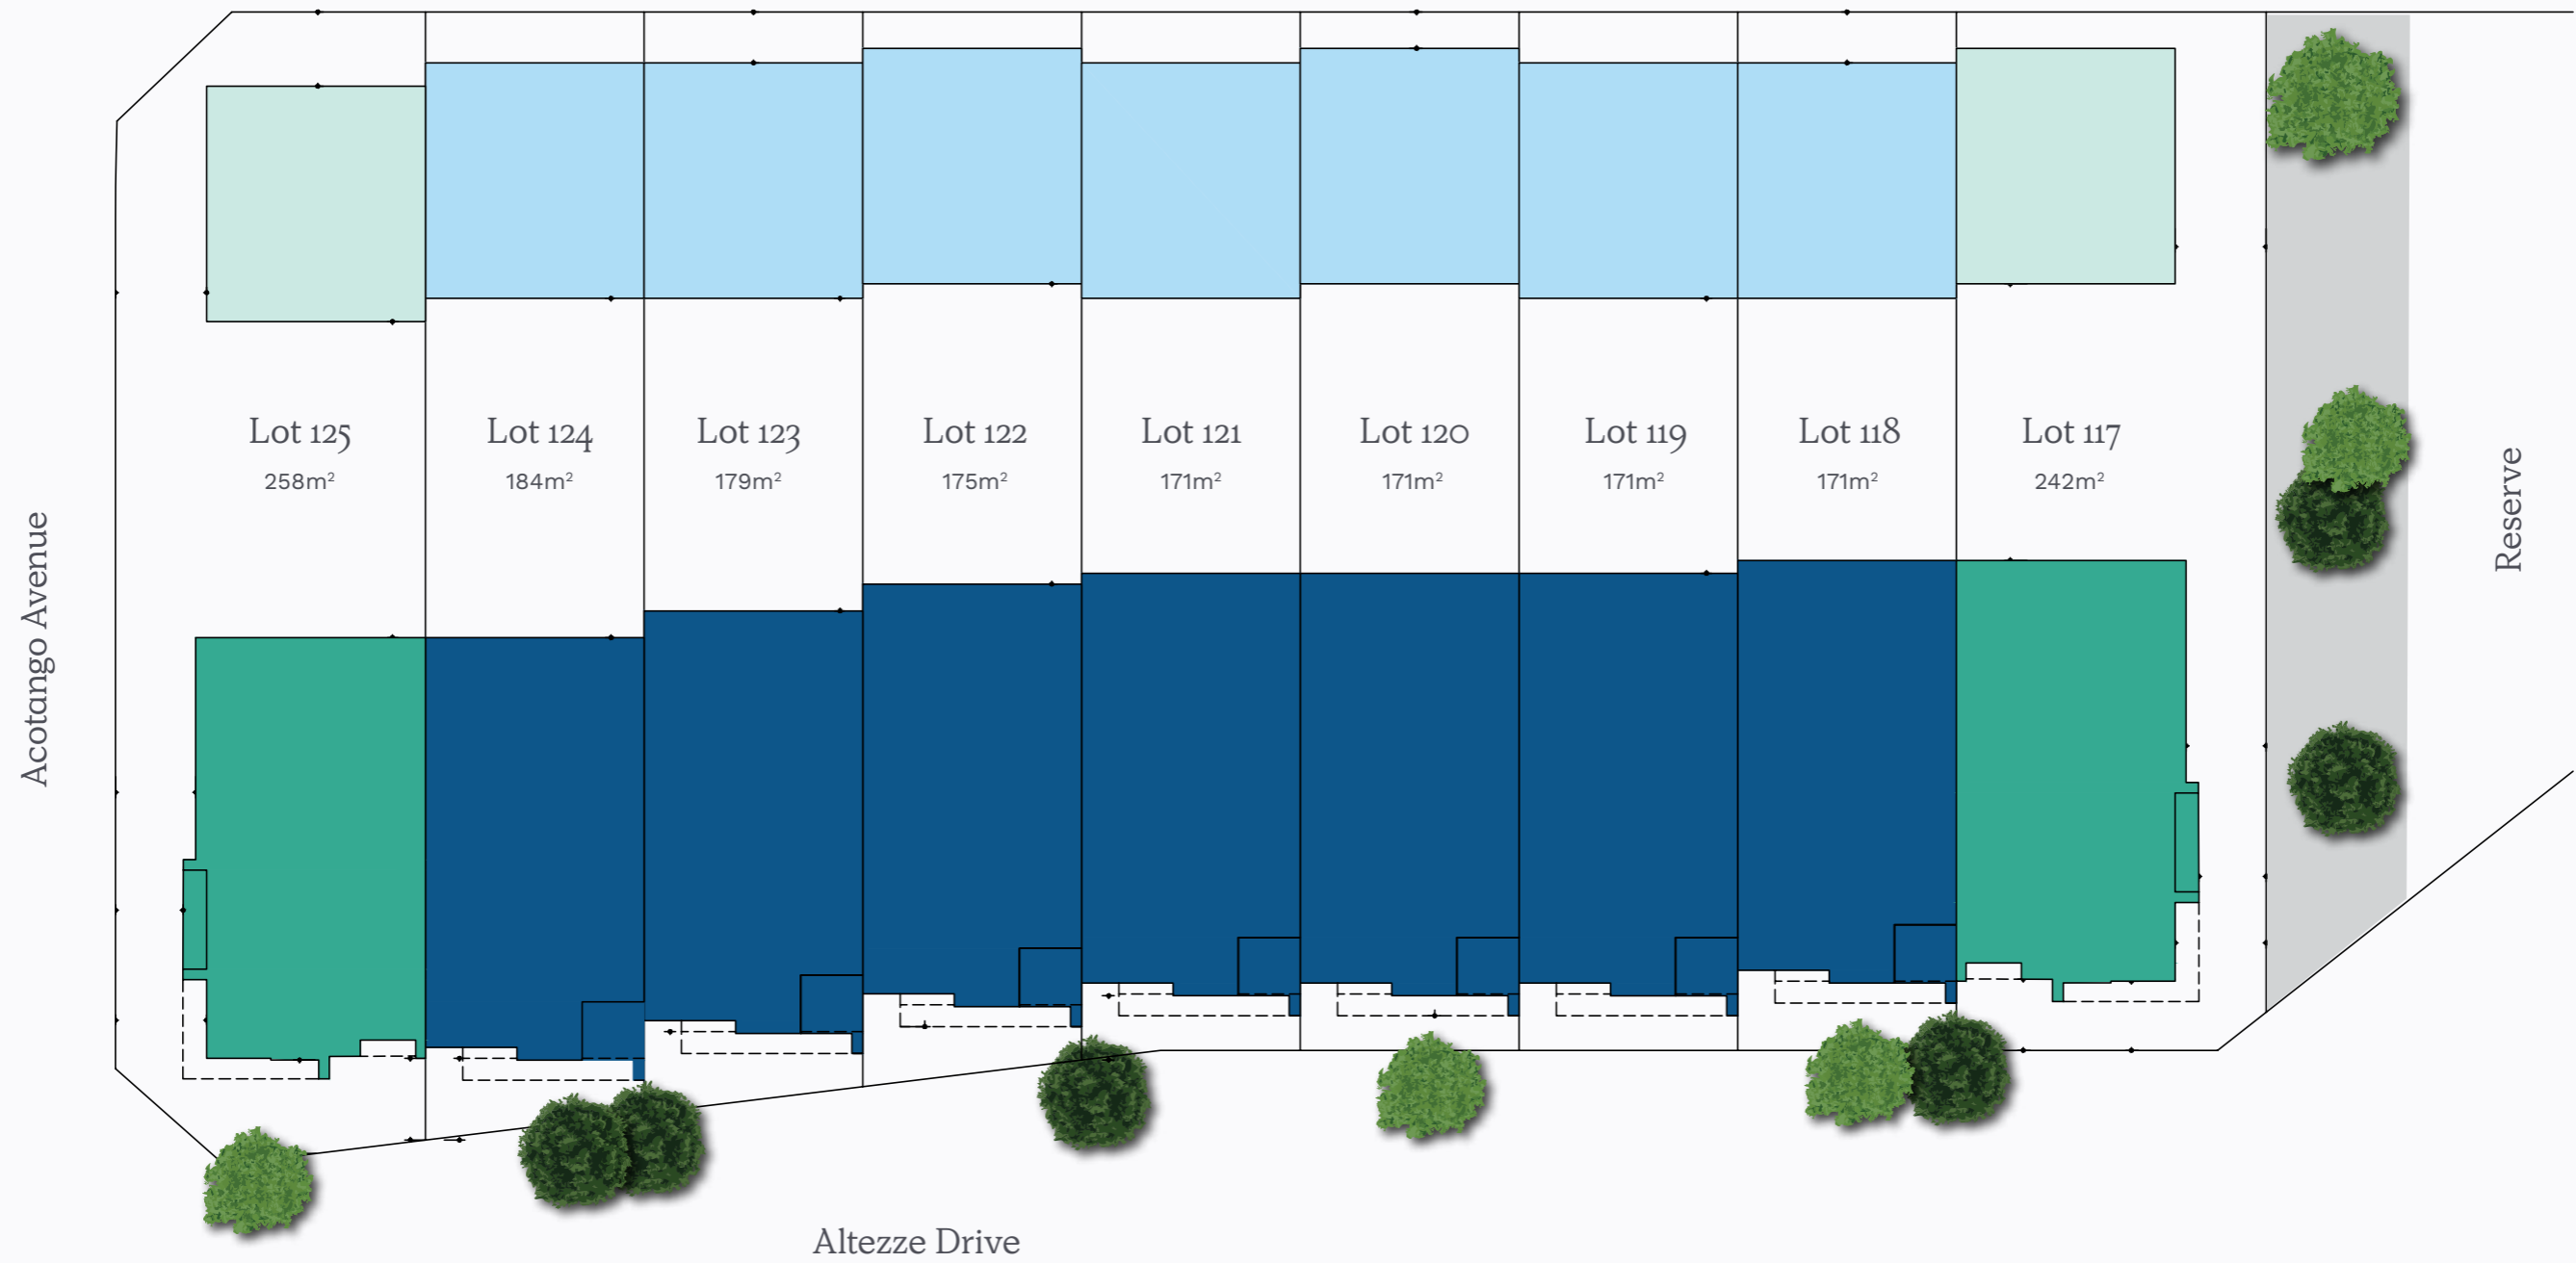 Lot 125
258m²
Lot 124
184m²
Lot 123
179m²
Lot 122
175m²
Lot 121
171m²
Lot 120
171m²
Lot 119
171m²
Lot 118
171m²
Lot 117
242m²
Acotango Avenue
Reserve
Altezze Drive